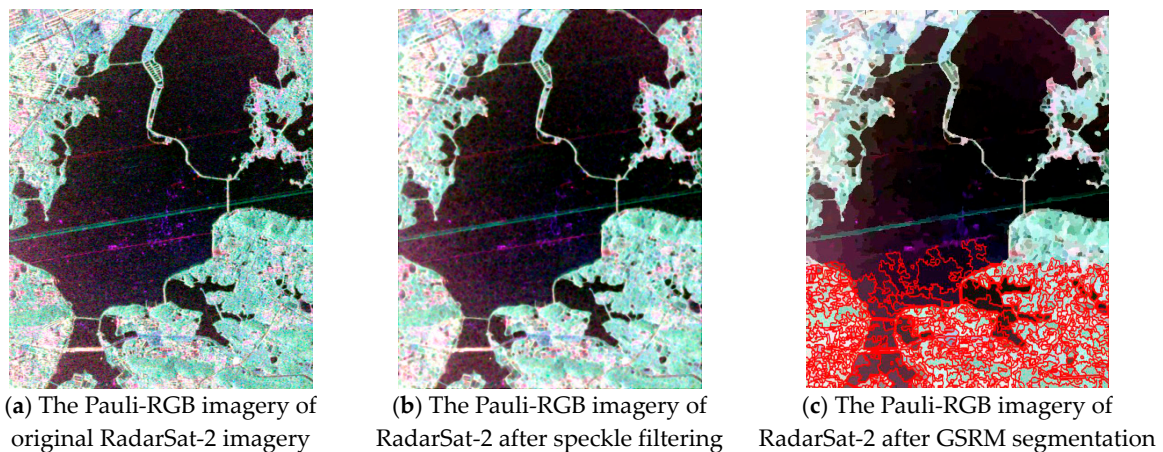 (a) The Pauli-RGB imagery of
original RadarSat-2 imagery
(b) The Pauli-RGB imagery of
RadarSat-2 after speckle filtering
(c) The Pauli-RGB imagery of
RadarSat-2 after GSRM segmentation